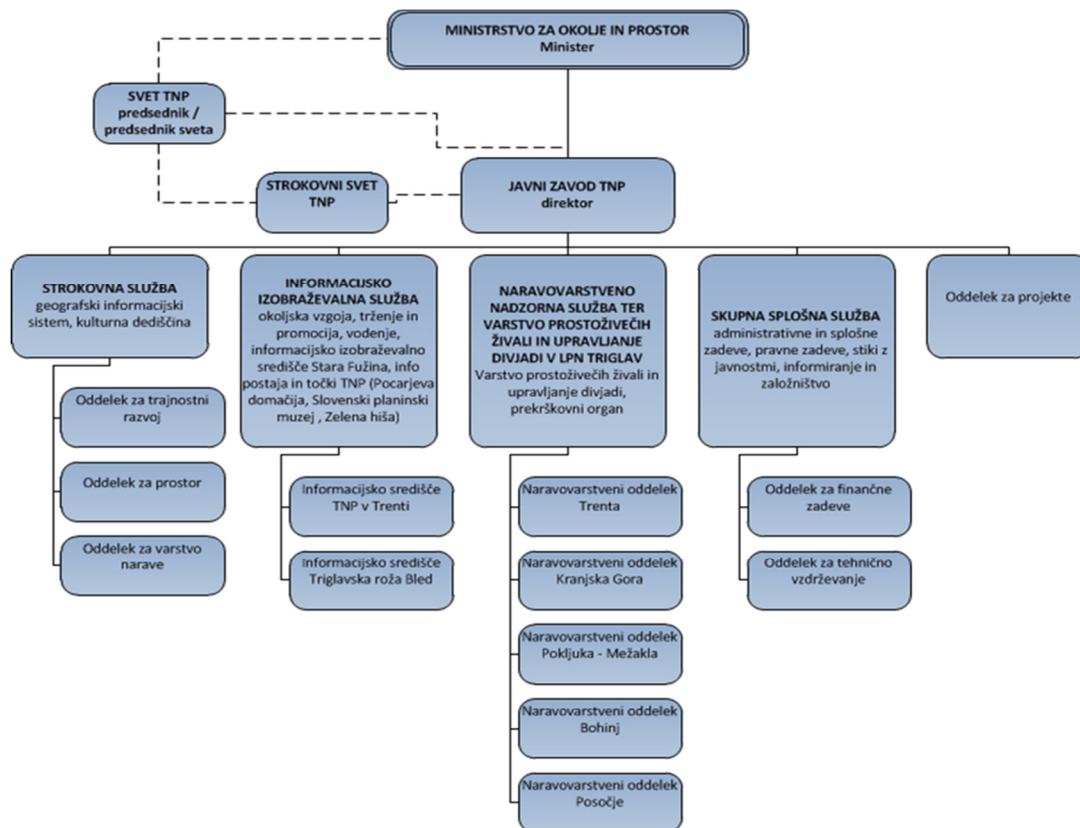 MINISTRSTVO ZA OKOLJE IN PROSTOR
Minister
SVET TNP
predsednik /
predsednik sveta
STROKOVNI SVET
TNP
JAVNI ZAVOD TNP
direktor
STROKOVNA SLUŽBA
geografski informacijski
sistem, kulturna dediščina
Oddelek za trajnostni
razvoj
Oddelek za prostor
Oddelek za varstvo
narave
INFORMACIJSKO
IZOBRAŽEVALNA SLUŽBA
okoljska vzgoja, trženje in
promocija, vodenje,
informacijsko izobraževalno
središče Stara Fužina, info
postaja in točki TNP (Pocarjeva
domačija, Slovenski planinski
muzej , Zelena hiša)
Informacijsko središče
TNP v Trenti
Informacijsko središče
Triglavska roža Bled
NARAVOVARSTVENO
NADZORNA SLUŽBA TER
VARSTVO PROSTOŽIVEČIH
ŽIVALI IN UPRAVLJANJE
DIVJADI V LPN TRIGLAV
Varstvo prostoživečih živali in
upravljanje divjadi,
prekrškovni organ
Naravovarstveni oddelek
Trenta
Naravovarstveni oddelek
Kranjska Gora
Naravovarstveni oddelek
Pokljuka - Mežakla
Naravovarstveni oddelek
Bohinj
Naravovarstveni oddelek
Posočje
SKUPNA SPLOŠNA SLUŽBA
administrativne in splošne
zadeve, pravne zadeve, stiki z
javnostmi, informiranje in
založništvo
Oddelek za finančne
zadeve
Oddelek za tehnično
vzdrževanje
Oddelek za projekte